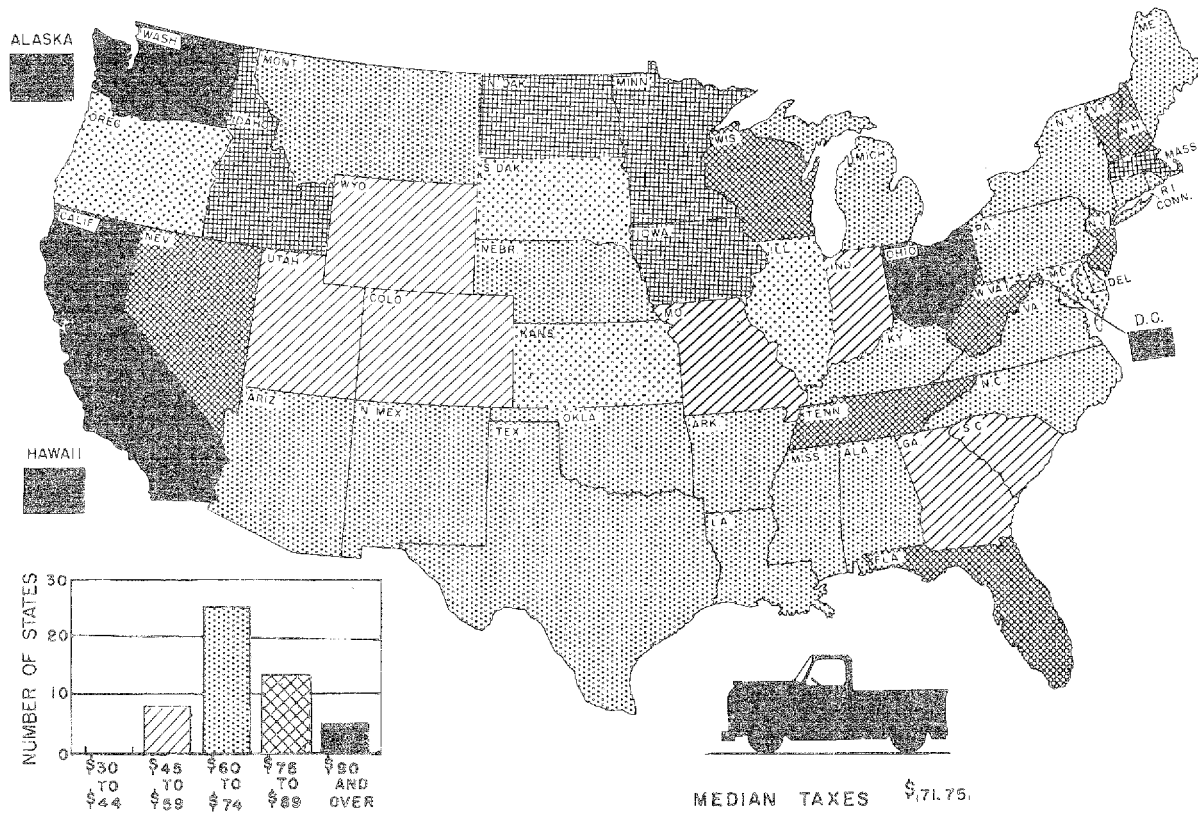 ALASKA
WASH
MONT
N. DAK
MINN
ME
OREG
IDAHO
WIS
MICH
N.Y.
VT
N.H.
MASS
R I
CONN.
WYO
S DAK
CALIF
NEV
UTAH
COLO
NEBR
IOWA
ILL
IND
OHIO
PA
N J
DEL
W VA
VA
D.C.
KANS
MO
KY
N.C.
ARIZ
N MEX
OKLA
TEX
ARK
TENN
S C
MISS
ALA
GA
LA
FLA
HAWAII
NUMBER OF STATES
30
20
10
0
$30 TO $44
$45 TO $59
$60 TO $74
$75 TO $89
$90 AND OVER
MEDIAN TAXES $71.75